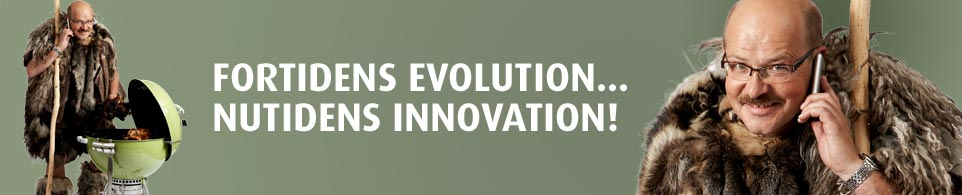 FORTIDENS EVOLUTION...
NUTIDENS INNOVATION!